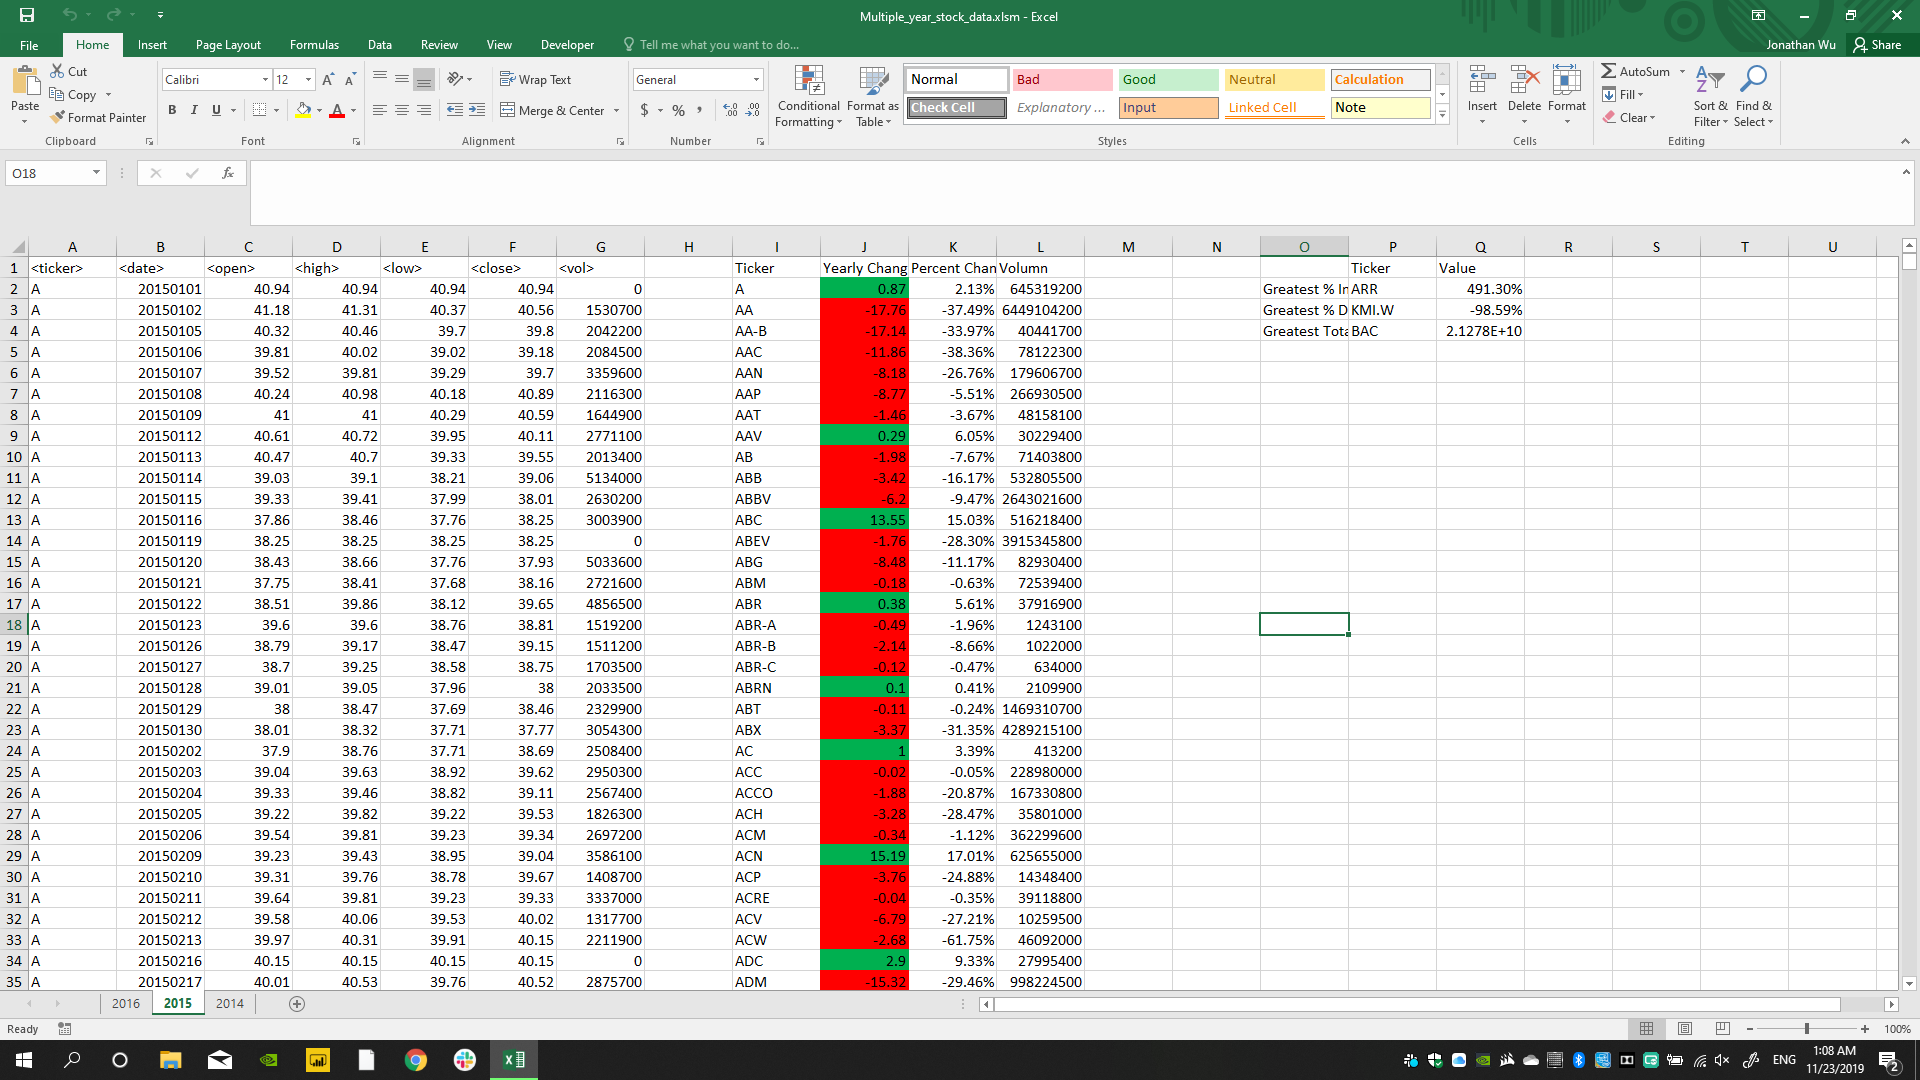 Multiple_year_stock_data.xlsm - Excel
File Home Insert Page Layout Formulas Data Review View Developer Tell me what you want to do... Jonathan Wu Share
Paste Cut Copy Format Painter Clipboard
Calibri 12 A A B I U A Font
Wrap Text Merge & Center Alignment
General $ % , .0 .00 Number
Conditional Formatting Format as Table
Normal Bad Good Neutral Calculation
Check Cell Explanatory ... Input Linked Cell Note
Styles
Insert Delete Format Cells
AutoSum Fill Clear Sort & Filter Find & Select Editing
O18 fx
A B C D E F G H I J K L M N O P Q R S T U
1 <ticker> <date> <open> <high> <low> <close> <vol> Ticker Yearly Chang Percent Chan Volumn Ticker Value
2 A 20150101 40.94 40.94 40.94 40.94 0 A 0.87 2.13% 645319200 Greatest % In ARR 491.30%
3 A 20150102 41.18 41.31 40.37 40.56 1530700 AA -17.76 -37.49% 6449104200 Greatest % D KMI.W -98.59%
4 A 20150105 40.32 40.46 39.7 39.8 2042200 AA-B -17.14 -33.97% 40441700 Greatest Tota BAC 2.1278E+10
5 A 20150106 39.81 40.02 39.02 39.18 2084500 AAC -11.86 -38.36% 78122300
6 A 20150107 39.52 39.81 39.29 39.7 3359600 AAN -8.18 -26.76% 179606700
7 A 20150108 40.24 40.98 40.18 40.89 2116300 AAP -8.77 -5.51% 266930500
8 A 20150109 41 41 40.29 40.59 1644900 AAT -1.46 -3.67% 48158100
9 A 20150112 40.61 40.72 39.95 40.11 2771100 AAV 0.29 6.05% 30229400
10 A 20150113 40.47 40.7 39.33 39.55 2013400 AB -1.98 -7.67% 71403800
11 A 20150114 39.03 39.1 38.21 39.06 5134000 ABB -3.42 -16.17% 532805500
12 A 20150115 39.33 39.41 37.99 38.01 2630200 ABBV -6.2 -9.47% 2643021600
13 A 20150116 37.86 38.46 37.76 38.25 3003900 ABC 13.55 15.03% 516218400
14 A 20150119 38.25 38.25 38.25 38.25 0 ABEV -1.76 -28.30% 3915345800
15 A 20150120 38.43 38.66 37.76 37.93 5033600 ABG -8.48 -11.17% 82930400
16 A 20150121 37.75 38.41 37.68 38.16 2721600 ABM -0.18 -0.63% 72539400
17 A 20150122 38.51 39.86 38.12 39.65 4856500 ABR 0.38 5.61% 37916900
18 A 20150123 39.6 39.6 38.76 38.81 1519200 ABR-A -0.49 -1.96% 1243100
19 A 20150126 38.79 39.17 38.47 39.15 1511200 ABR-B -2.14 -8.66% 1022000
20 A 20150127 38.7 39.25 38.58 38.75 1703500 ABR-C -0.12 -0.47% 634000
21 A 20150128 39.01 39.05 37.96 38 2033500 ABRN 0.1 0.41% 2109900
22 A 20150129 38 38.47 37.69 38.46 2329900 ABT -0.11 -0.24% 1469310700
23 A 20150130 38.01 38.32 37.71 37.77 3054300 ABX -3.37 -31.35% 4289215100
24 A 20150202 37.9 38.76 37.71 38.69 2508400 AC 1 3.39% 413200
25 A 20150203 39.04 39.63 38.92 39.62 2950300 ACC -0.02 -0.05% 228980000
26 A 20150204 39.33 39.46 38.82 39.11 2567400 ACCO -1.88 -20.87% 167330800
27 A 20150205 39.22 39.82 39.22 39.53 1826300 ACH -3.28 -28.47% 35801000
28 A 20150206 39.54 39.81 39.23 39.34 2697200 ACM -0.34 -1.12% 362299600
29 A 20150209 39.23 39.43 38.95 39.04 3586100 ACN 15.19 17.01% 625655000
30 A 20150210 39.31 39.76 38.78 39.67 1408700 ACP -3.76 -24.88% 14348400
31 A 20150211 39.64 39.81 39.23 39.33 3337000 ACRE -0.04 -0.35% 39118800
32 A 20150212 39.58 40.06 39.53 40.02 1317700 ACV -6.79 -27.21% 10259500
33 A 20150213 39.97 40.31 39.91 40.15 2211900 ACW -2.68 -61.75% 46092000
34 A 20150216 40.15 40.15 40.15 40.15 0 ADC 2.9 9.33% 27995400
35 A 20150217 40.01 40.53 39.76 40.52 2875700 ADM -15.32 -29.46% 998224500
2016 2015 2014
Ready 100%
ENG 1:08 AM
11/23/2019 2